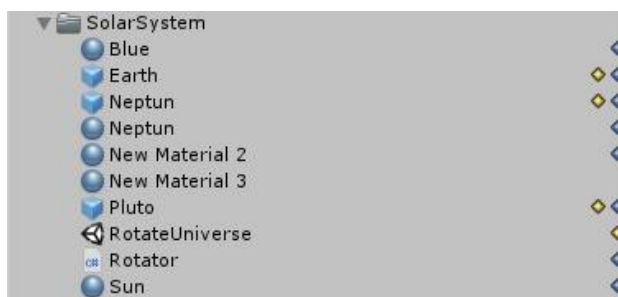 SolarSystem
Blue
Earth
Neptun
Neptun
New Material 2
New Material 3
Pluto
RotateUniverse
C# Rotator
Sun